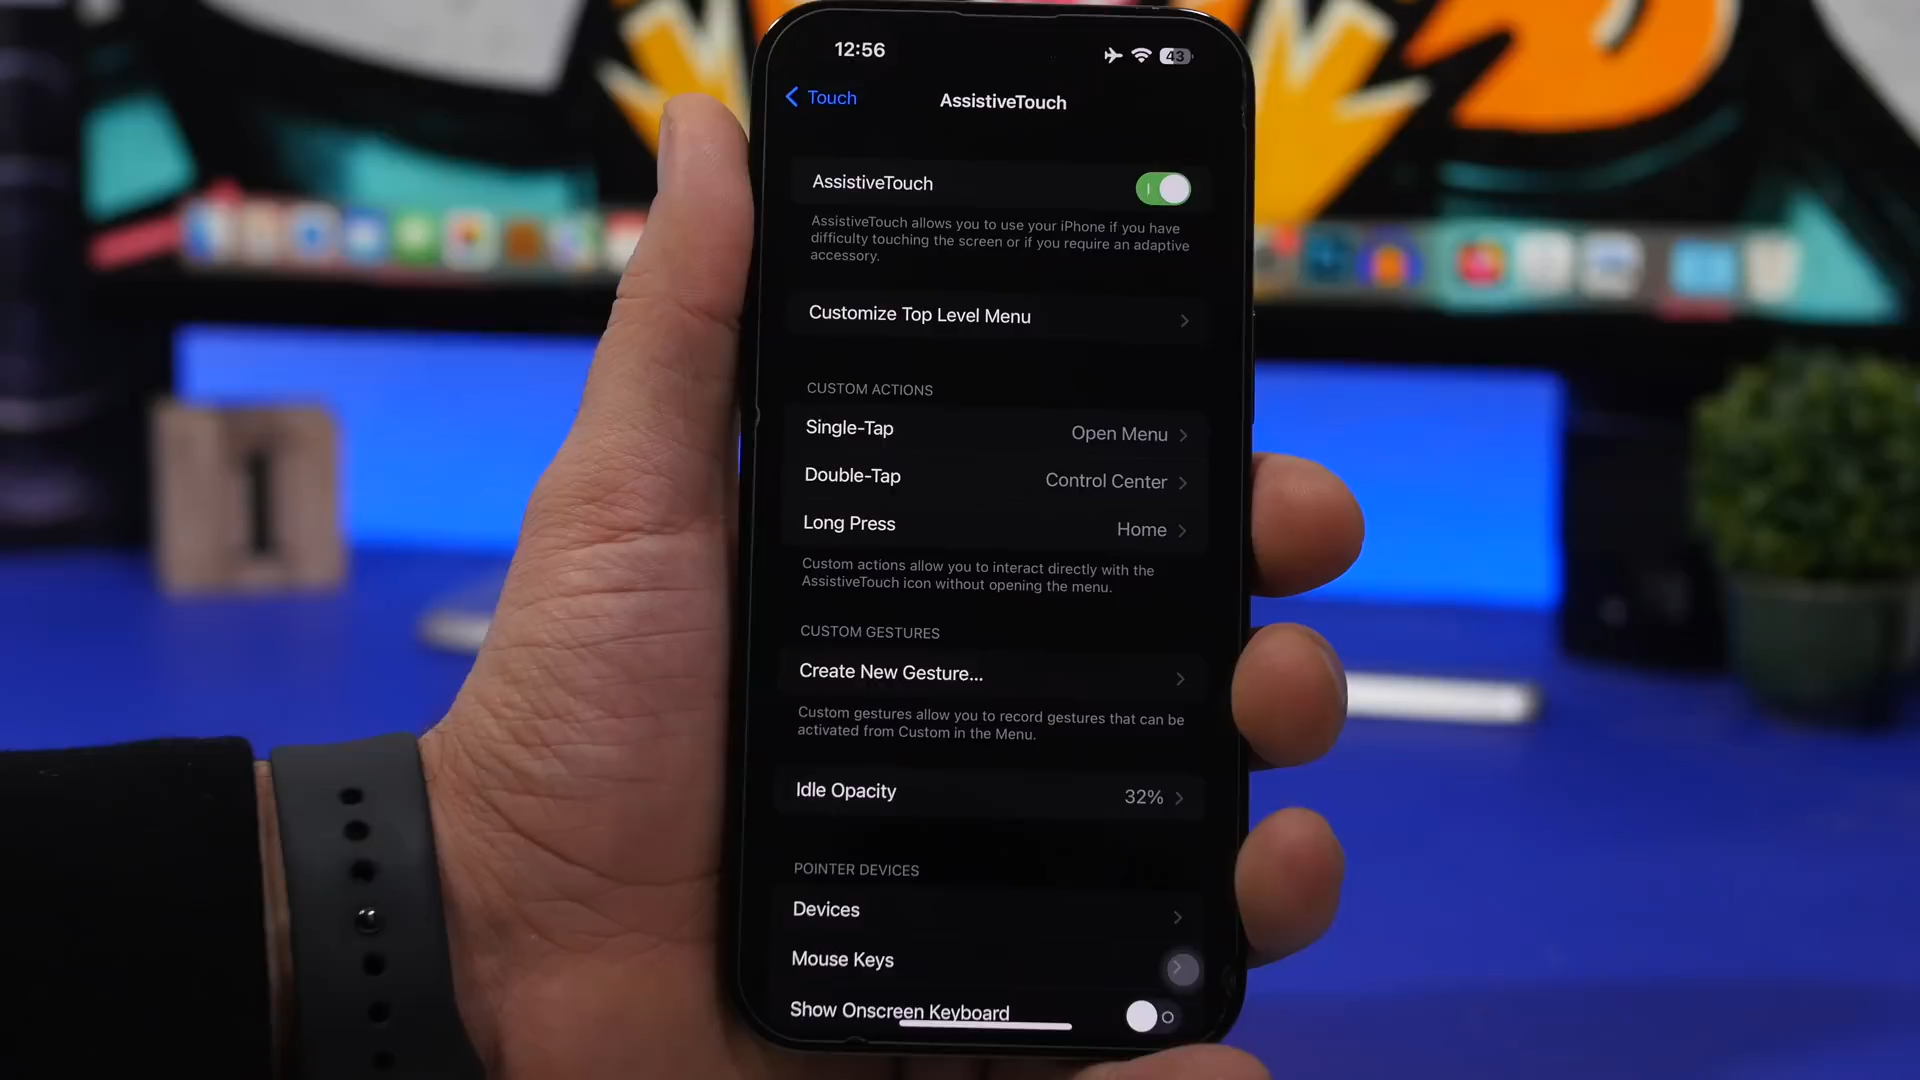 12:56
43
Touch
AssistiveTouch
AssistiveTouch
AssistiveTouch allows you to use your iPhone if you have
difficulty touching the screen or if you require an adaptive
accessory.
Customize Top Level Menu
CUSTOM ACTIONS
Single-Tap Open Menu
Double-Tap Control Center
Long Press Home
Custom actions allow you to interact directly with the
AssistiveTouch icon without opening the menu.
CUSTOM GESTURES
Create New Gesture...
Custom gestures allow you to record gestures that can be
activated from Custom in the Menu.
Idle Opacity 32%
POINTER DEVICES
Devices
Mouse Keys
Show Onscreen Keyboard
I